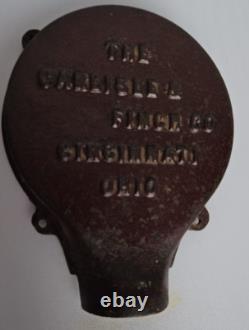 THE
CARLISLE &
FINCH CO
CINCINNATI
OHIO